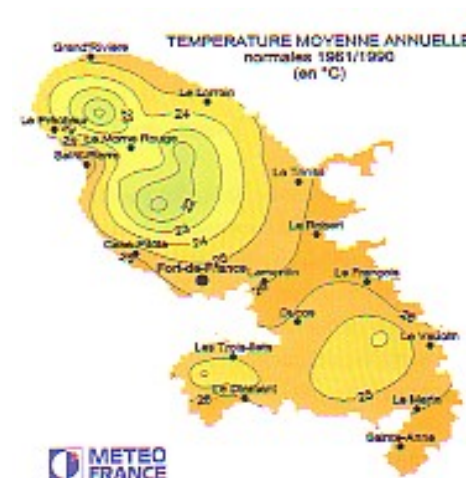 TEMPERATURE MOYENNE ANNUELLE
normales 1961/1990
(en °C)
Grand'Riviere
Le Lorrain
24
Le Prêcheur
Le Morne Rouge
Saint-Pierre
La Trinité
22
23
24
Le Robert
Case-Pilote
25
Fort-de-France
Lamentin
Le François
Ducos
Le Vauclin
Les Trois-Ilets
25
Le Diamant
Le Marin
Sainte-Anne
METEO
FRANCE